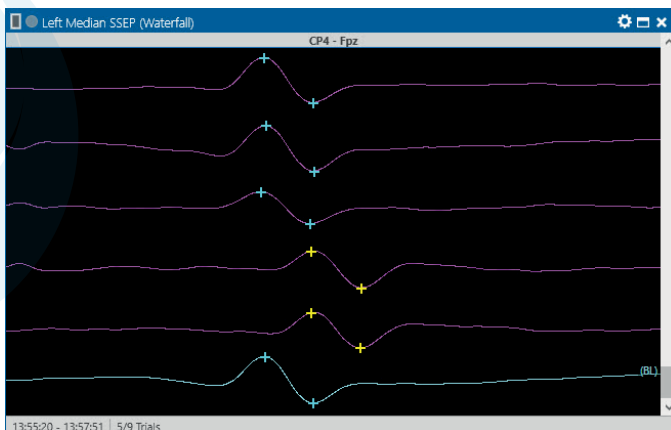 Left Median SSEP (Waterfall)
CP4 - Fpz
(BL)
13:55:20 - 13:57:51 5/9 Trials